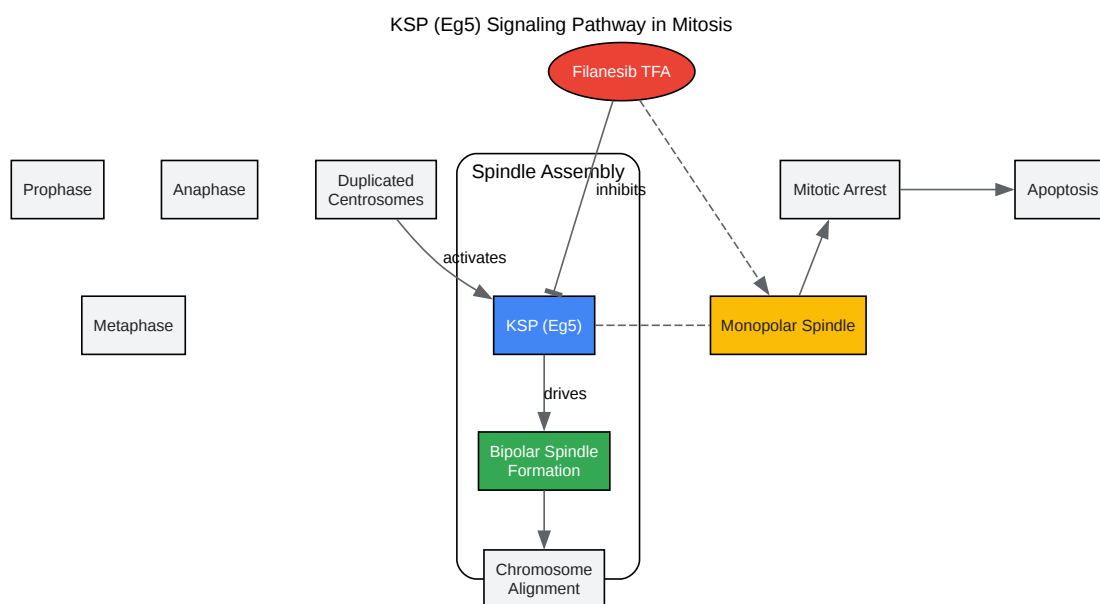 KSP (Eg5) Signaling Pathway in Mitosis
Filanesib TFA
Spindle Assembly
Prophase
Anaphase
Duplicated
Centrosomes
inhibits
Mitotic Arrest
Apoptosis
activates
Metaphase
KSP (Eg5)
Monopolar Spindle
drives
Bipolar Spindle
Formation
Chromosome
Alignment